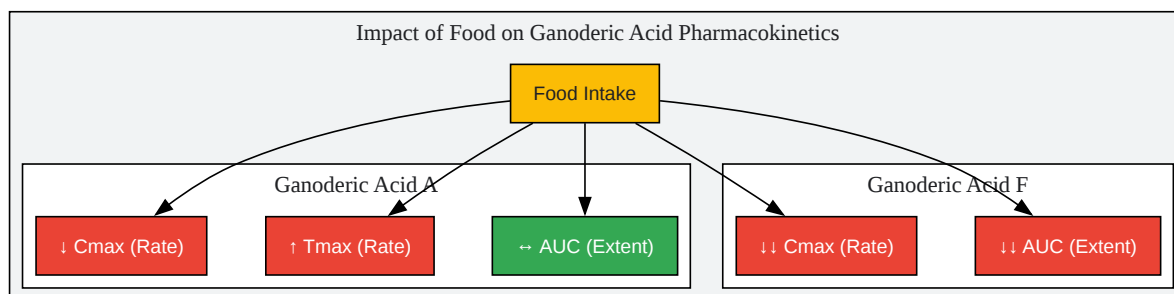 Impact of Food on Ganoderic Acid Pharmacokinetics
Food Intake
Ganoderic Acid A
↓ Cmax (Rate)
↑ Tmax (Rate)
↔ AUC (Extent)
Ganoderic Acid F
↓↓ Cmax (Rate)
↓↓ AUC (Extent)